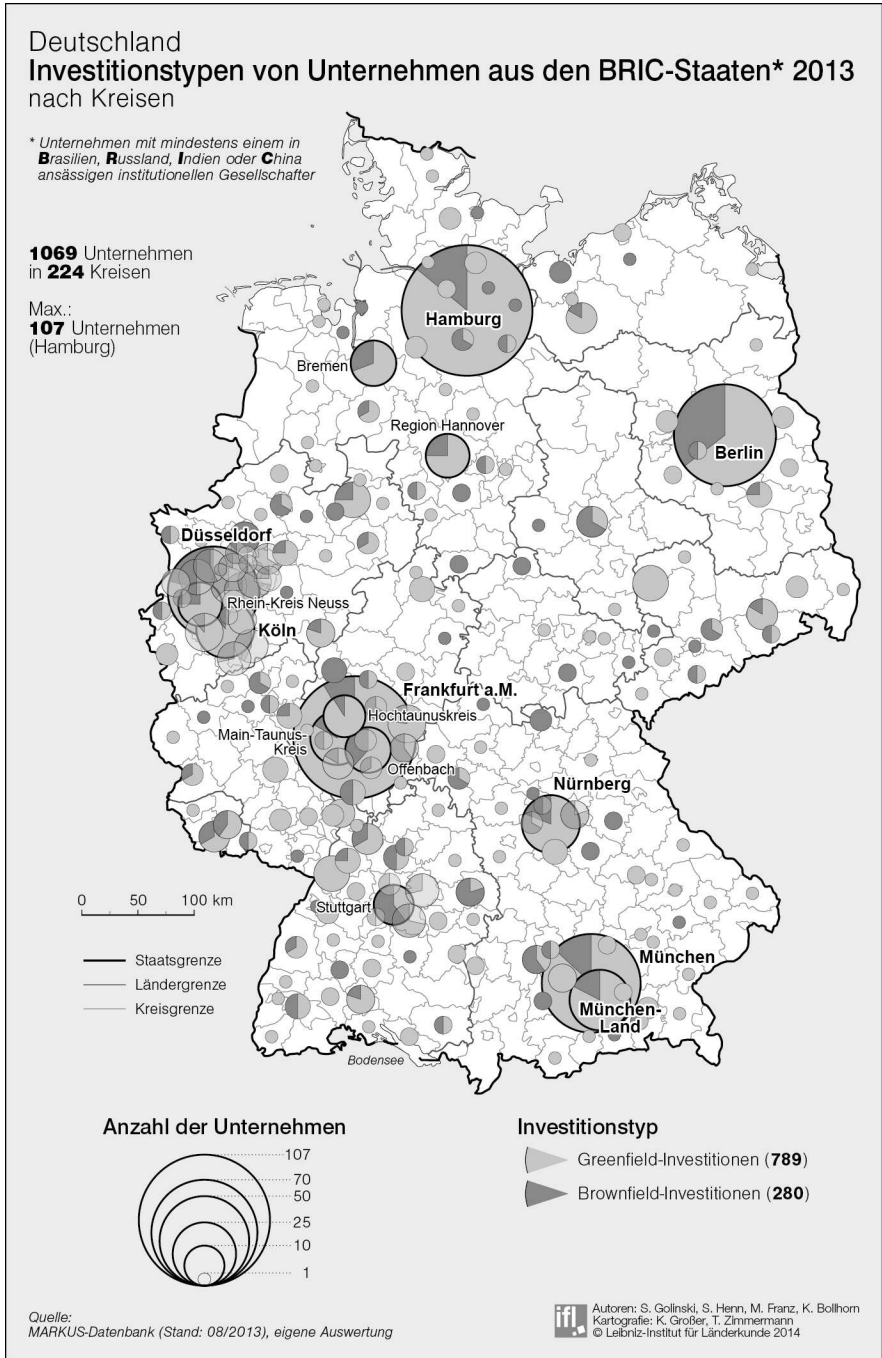 Deutschland
Investitionstypen von Unternehmen aus den BRIC-Staaten* 2013
nach Kreisen
* Unternehmen mit mindestens einem in
Brasilien, Russland, Indien oder China
ansässigen institutionellen Gesellschafter
1069 Unternehmen
in 224 Kreisen
Max.:
107 Unternehmen
(Hamburg)
Hamburg
Bremen
Region Hannover
Berlin
Düsseldorf
Rhein-Kreis Neuss
Köln
Frankfurt a.M.
Hochtaunuskreis
Main-Taunus-
Kreis
Offenbach
Nürnberg
Stuttgart
München
München-
Land
Bodensee
0 50 100 km
Staatsgrenze
Ländergrenze
Kreisgrenze
Anzahl der Unternehmen
107
70
50
25
10
1
Investitionstyp
Greenfield-Investitionen (789)
Brownfield-Investitionen (280)
Quelle:
MARKUS-Datenbank (Stand: 08/2013), eigene Auswertung
ifl
Autoren: S. Golinski, S. Henn, M. Franz, K. Bollhorn
Kartografie: K. Großer, T. Zimmermann
© Leibniz-Institut für Länderkunde 2014